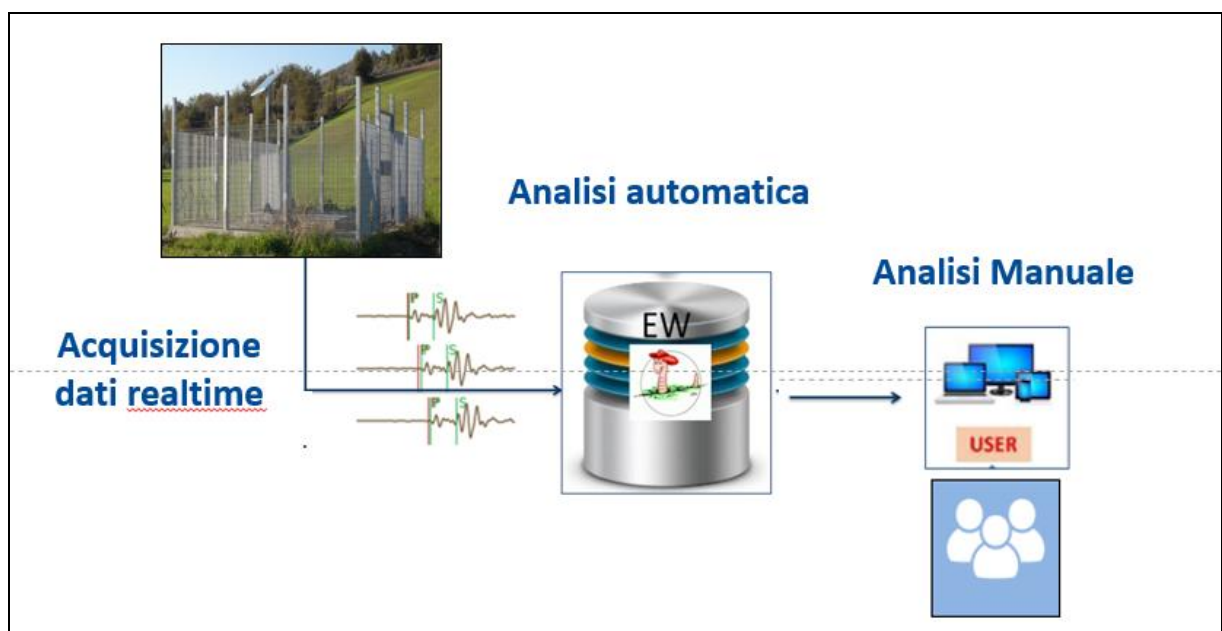 Analisi automatica
Analisi Manuale
Acquisizione
dati realtime
P S
P S
P S
EW
USER